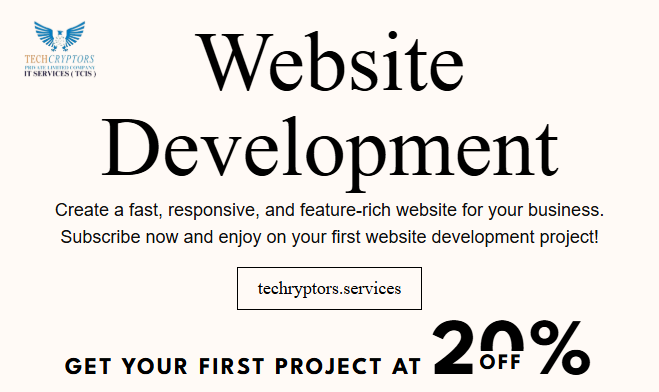 TECHCRYPTORS
PRIVATE LIMITED COMPANY
IT SERVICES ( TCIS )
Website
Development
Create a fast, responsive, and feature-rich website for your business.
Subscribe now and enjoy on your first website development project!
techryptors.services
GET YOUR FIRST PROJECT AT 20% OFF